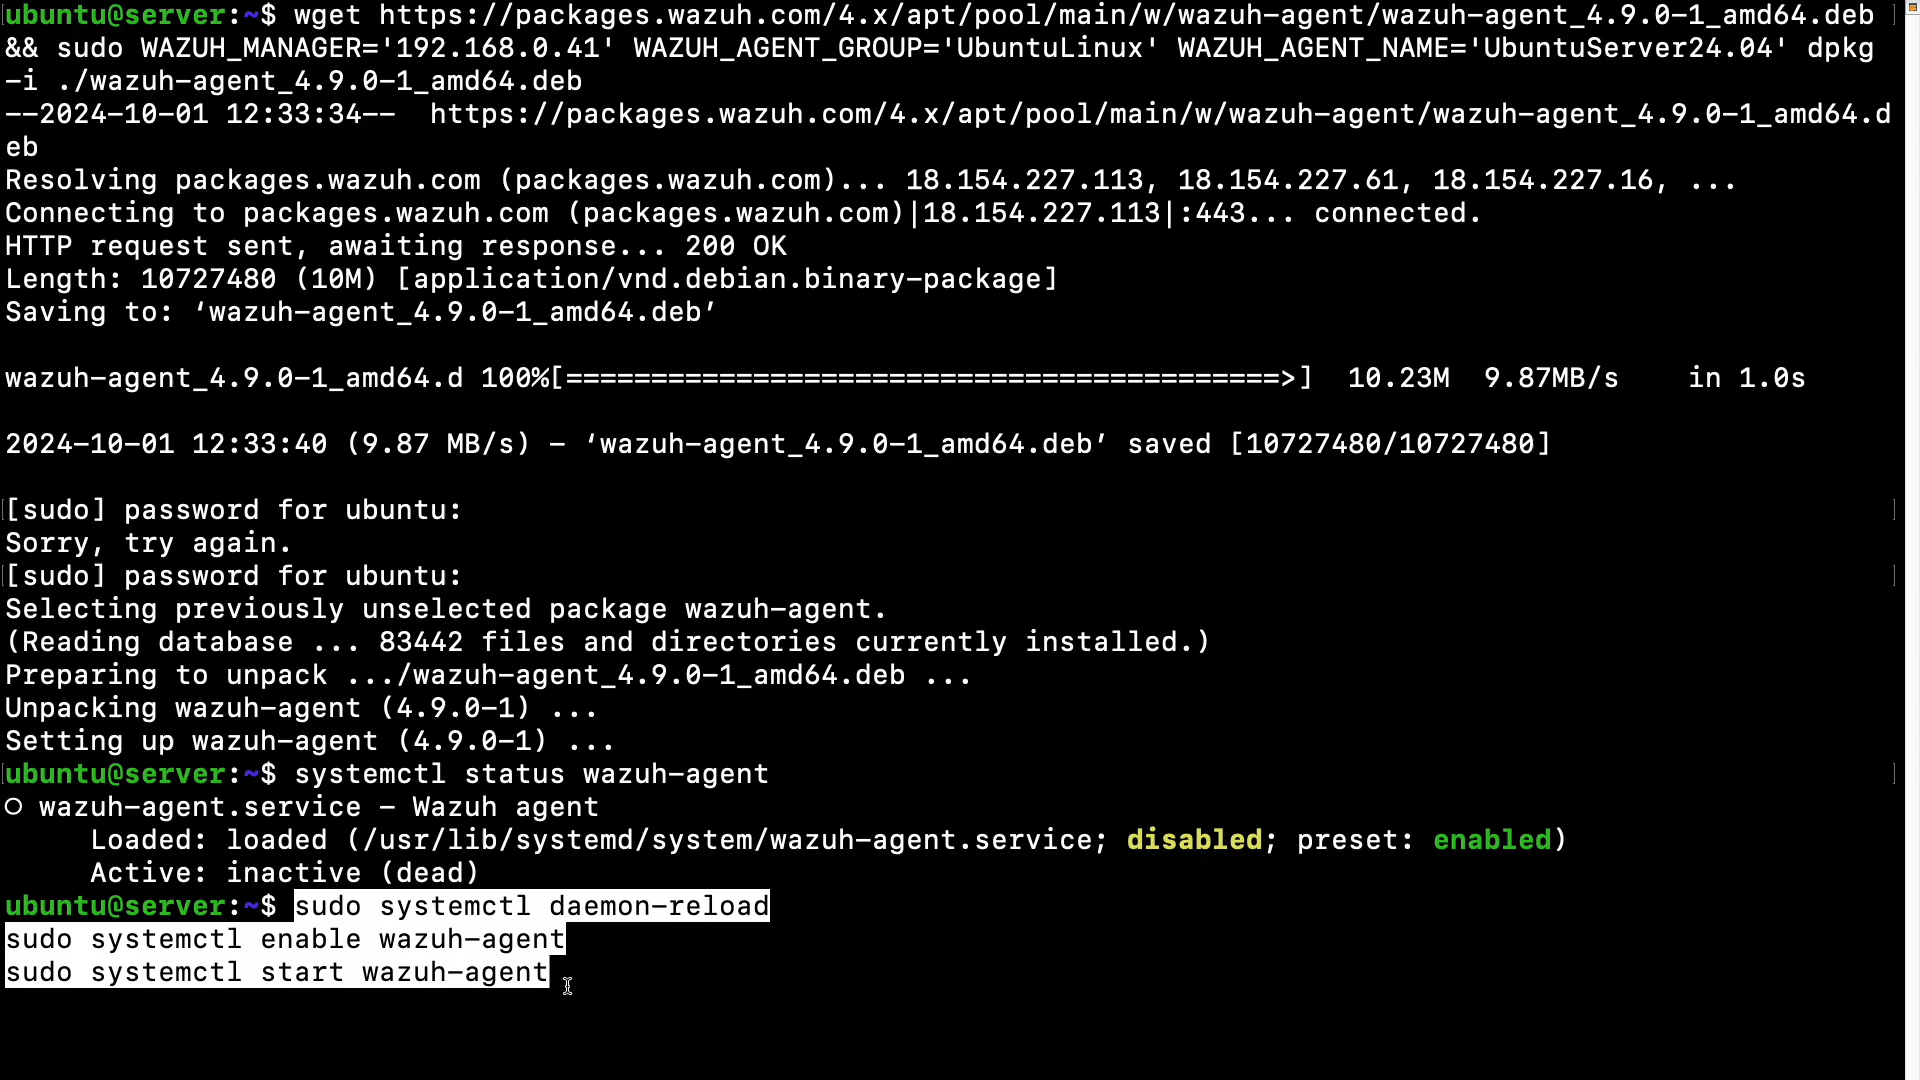 ubuntu@server:~$ wget https://packages.wazuh.com/4.x/apt/pool/main/w/wazuh-agent/wazuh-agent_4.9.0-1_amd64.deb
&& sudo WAZUH_MANAGER='192.168.0.41' WAZUH_AGENT_GROUP='UbuntuLinux' WAZUH_AGENT_NAME='UbuntuServer24.04' dpkg
-i ./wazuh-agent_4.9.0-1_amd64.deb
--2024-10-01 12:33:34--  https://packages.wazuh.com/4.x/apt/pool/main/w/wazuh-agent/wazuh-agent_4.9.0-1_amd64.d
eb
Resolving packages.wazuh.com (packages.wazuh.com)... 18.154.227.113, 18.154.227.61, 18.154.227.16, ...
Connecting to packages.wazuh.com (packages.wazuh.com)|18.154.227.113|:443... connected.
HTTP request sent, awaiting response... 200 OK
Length: 10727480 (10M) [application/vnd.debian.binary-package]
Saving to: ‘wazuh-agent_4.9.0-1_amd64.deb’
wazuh-agent_4.9.0-1_amd64.d 100%[==========================================>]  10.23M  9.87MB/s    in 1.0s
2024-10-01 12:33:40 (9.87 MB/s) - ‘wazuh-agent_4.9.0-1_amd64.deb’ saved [10727480/10727480]
[sudo] password for ubuntu:
Sorry, try again.
[sudo] password for ubuntu:
Selecting previously unselected package wazuh-agent.
(Reading database ... 83442 files and directories currently installed.)
Preparing to unpack .../wazuh-agent_4.9.0-1_amd64.deb ...
Unpacking wazuh-agent (4.9.0-1) ...
Setting up wazuh-agent (4.9.0-1) ...
ubuntu@server:~$ systemctl status wazuh-agent
○ wazuh-agent.service - Wazuh agent
     Loaded: loaded (/usr/lib/systemd/system/wazuh-agent.service; disabled; preset: enabled)
     Active: inactive (dead)
ubuntu@server:~$ sudo systemctl daemon-reload
sudo systemctl enable wazuh-agent
sudo systemctl start wazuh-agent